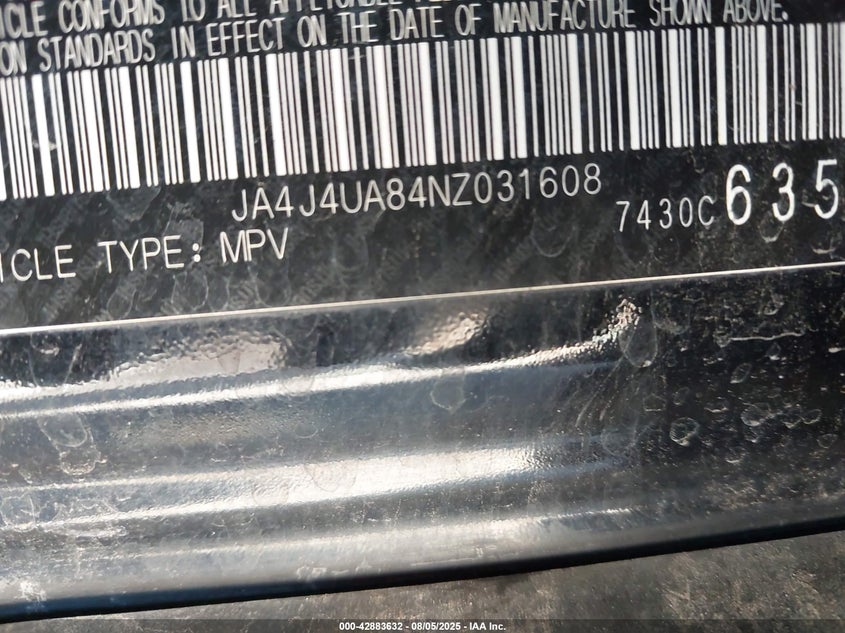 ICLE CONFORMS TO ALL APPLICABLE
ON STANDARDS IN EFFECT ON THE DATE OF MANUFACTURE SHOWN ABOVE.
JA4J4UA84NZ031608
7430C 635
ICLE TYPE: MPV
000-42883632 - 08/05/2025 - IAA Inc.